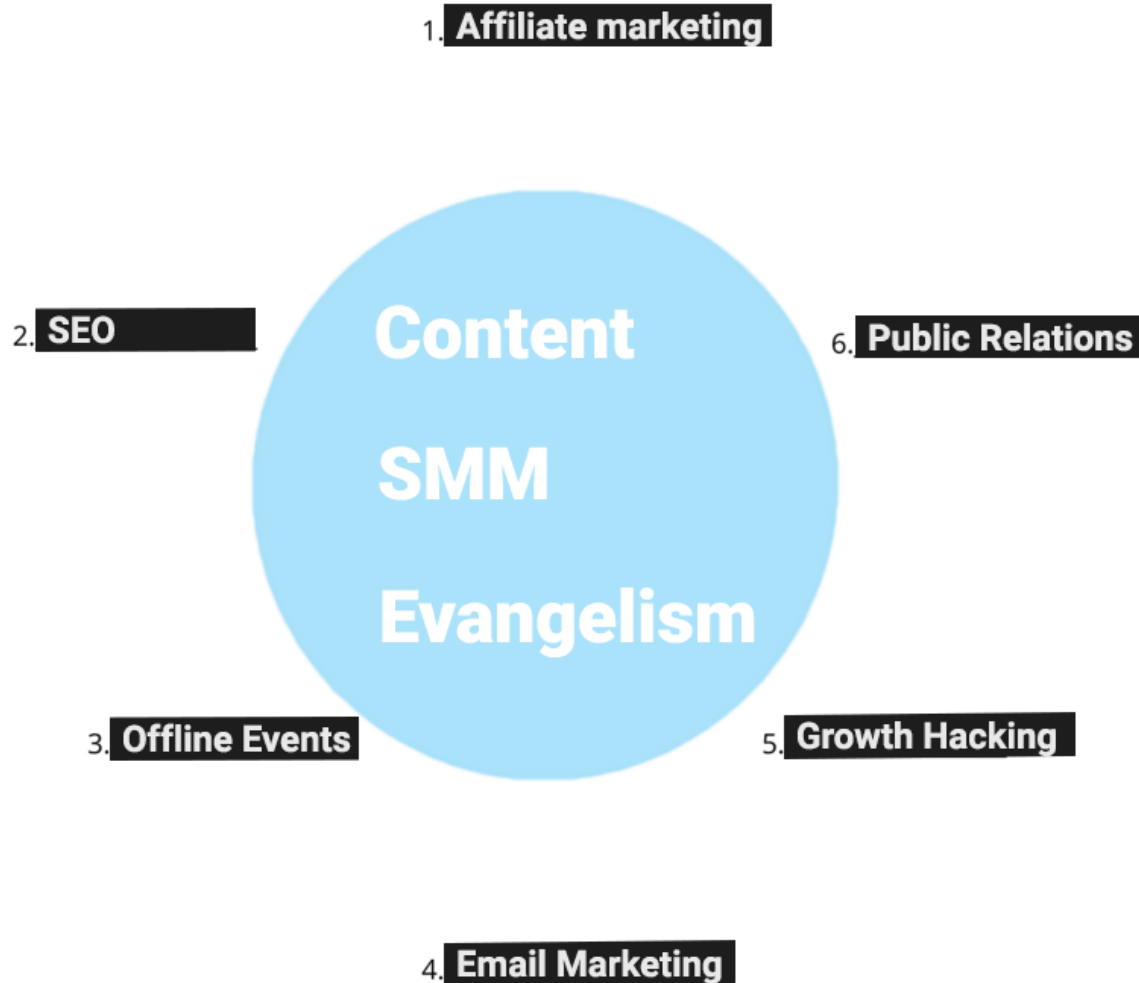 1. Affiliate marketing
2. SEO
6. Public Relations
Content
SMM
Evangelism
3. Offline Events
5. Growth Hacking
4. Email Marketing